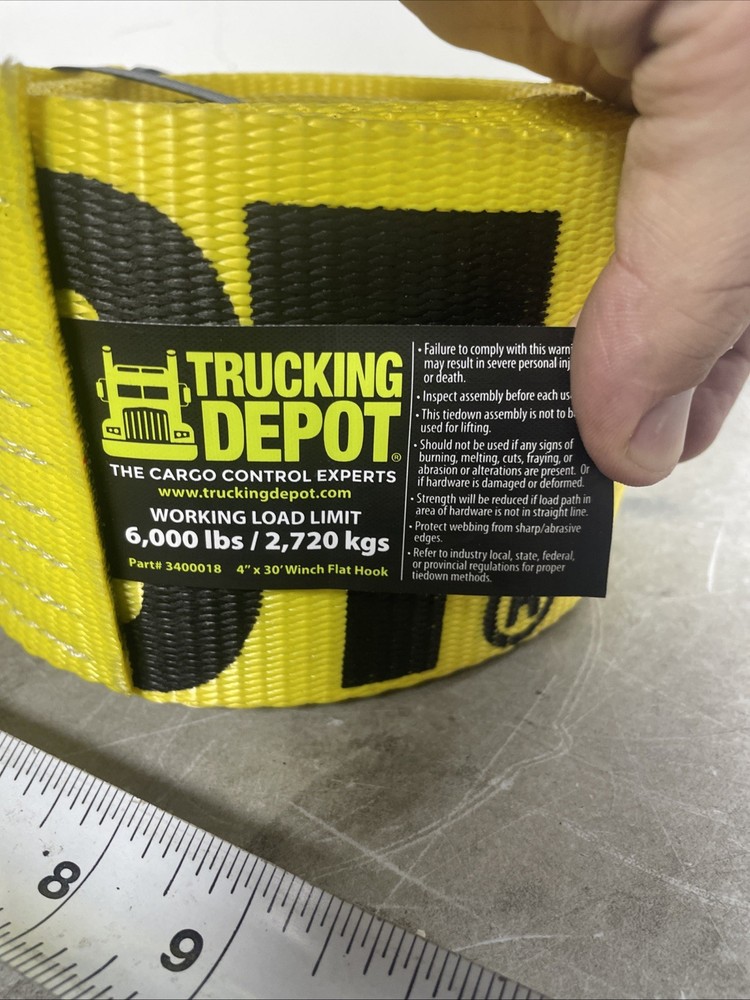 OT
TRUCKING
DEPOT®
THE CARGO CONTROL EXPERTS
www.truckingdepot.com
WORKING LOAD LIMIT
6,000 lbs / 2,720 kgs
Part# 3400018 4" x 30' Winch Flat Hook
• Failure to comply with this
may result in severe personal
or death.
• Inspect assembly before each
• This tiedown assembly is not to
used for lifting.
• Should not be used if any signs of
burning, melting, cuts, fraying, or
abrasion or alterations are present. Or
if hardware is damaged or deformed.
• Strength will be reduced if load path in
area of hardware is not in straight line.
• Protect webbing from sharp/abrasive
edges.
• Refer to industry local, state, federal,
or provincial regulations for proper
tiedown methods.
®
8
9